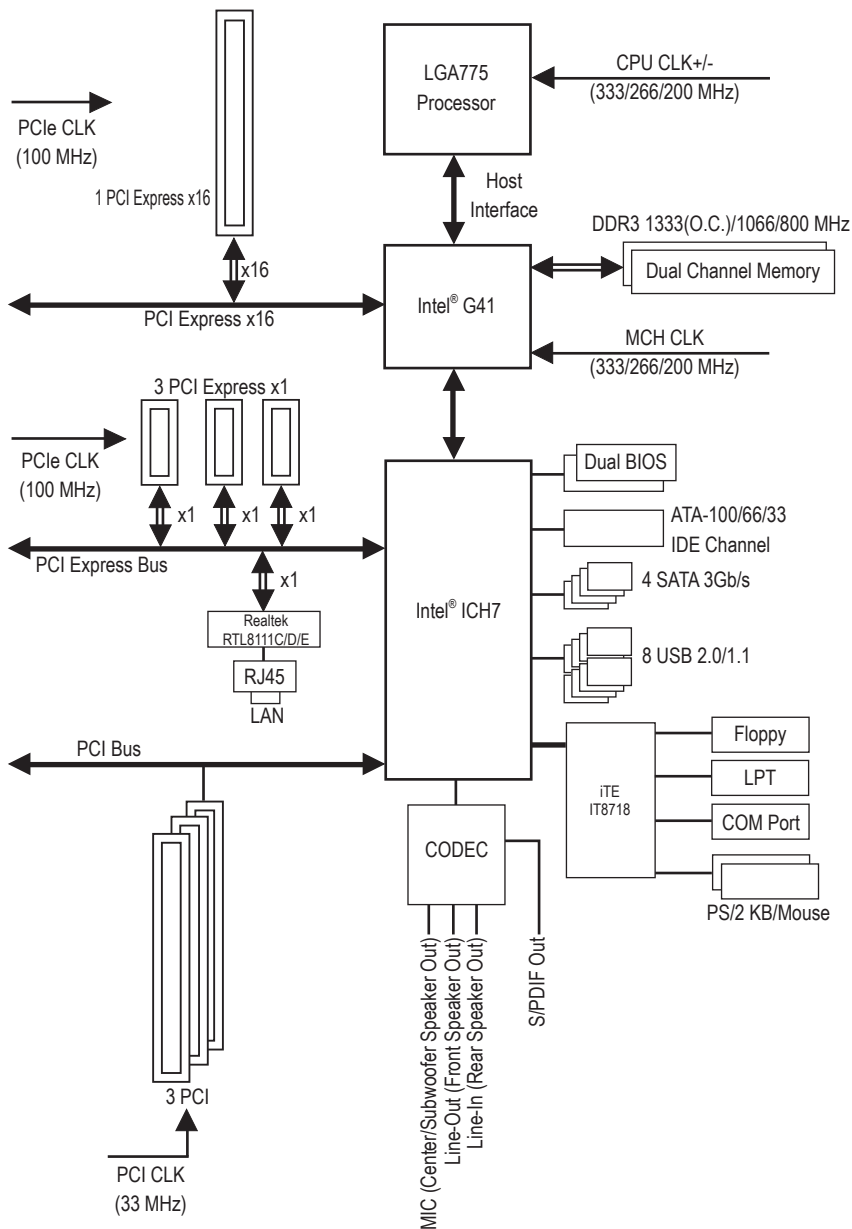 LGA775
Processor
CPU CLK+/-
(333/266/200 MHz)
PCIe CLK
(100 MHz)
1 PCI Express x16
Host
Interface
DDR3 1333(O.C.)/1066/800 MHz
Dual Channel Memory
x16
PCI Express x16
Intel® G41
MCH CLK
(333/266/200 MHz)
3 PCI Express x1
PCIe CLK
(100 MHz)
x1
x1
x1
PCI Express Bus
x1
Realtek
RTL8111C/D/E
RJ45
LAN
Intel® ICH7
Dual BIOS
ATA-100/66/33
IDE Channel
4 SATA 3Gb/s
8 USB 2.0/1.1
PCI Bus
iTE
IT8718
Floppy
LPT
COM Port
PS/2 KB/Mouse
CODEC
MIC (Center/Subwoofer Speaker Out)
Line-Out (Front Speaker Out)
Line-In (Rear Speaker Out)
S/PDIF Out
3 PCI
PCI CLK
(33 MHz)